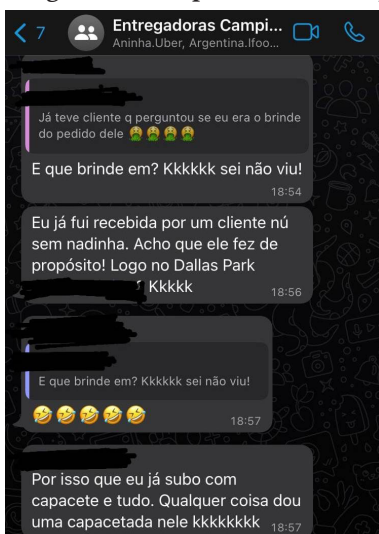 7
Entregadoras Campi...
Aninha.Uber, Argentina.Ifoo...
Já teve cliente q perguntou se eu era o brinde
do pedido dele 🤮🤮🤮🤮
E que brinde em? Kkkkkk sei não viu!
18:54
Eu já fui recebida por um cliente nú
sem nadinha. Acho que ele fez de
propósito! Logo no Dallas Park
Kkkkk
18:56
E que brinde em? Kkkkkk sei não viu!
🤣🤣🤣🤣🤣
18:57
Por isso que eu já subo com
capacete e tudo. Qualquer coisa dou
uma capacetada nele kkkkkkkk
18:57